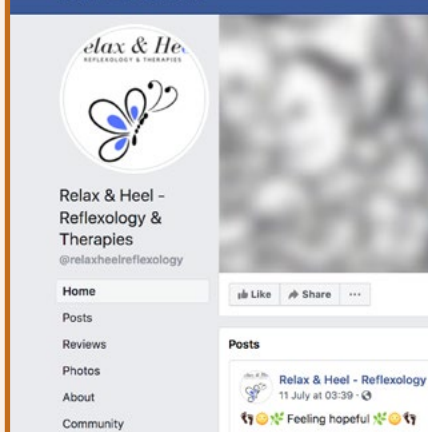 elax & He
REFLEXOLOGY & THERAPIES
Relax & Heel -
Reflexology &
Therapies
@relaxheelreflexology
Home
Posts
Reviews
Photos
About
Community
Like Share ...
Posts
Relax & Heel - Reflexology
11 July at 03:39 ·
👣😊🌿 Feeling hopeful 🌿😊👣